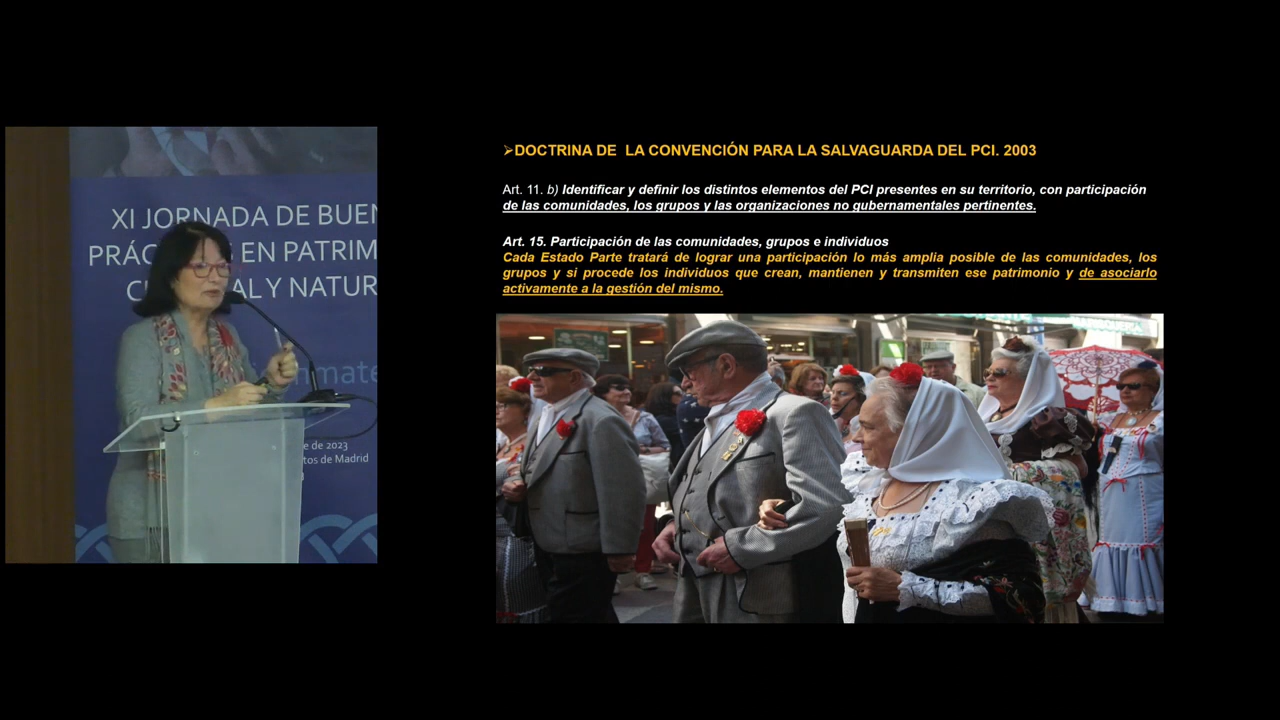 XI JORNADA DE BUEN
PRÁC EN PATRIM
C AL Y NATUR
nmate
e de 2023
tos de Madrid
➢DOCTRINA DE LA CONVENCIÓN PARA LA SALVAGUARDA DEL PCI. 2003
Art. 11. b) Identificar y definir los distintos elementos del PCI presentes en su territorio, con participación
de las comunidades, los grupos y las organizaciones no gubernamentales pertinentes.
Art. 15. Participación de las comunidades, grupos e individuos
Cada Estado Parte tratará de lograr una participación lo más amplia posible de las comunidades, los
grupos y si procede los individuos que crean, mantienen y transmiten ese patrimonio y de asociarlo
activamente a la gestión del mismo.